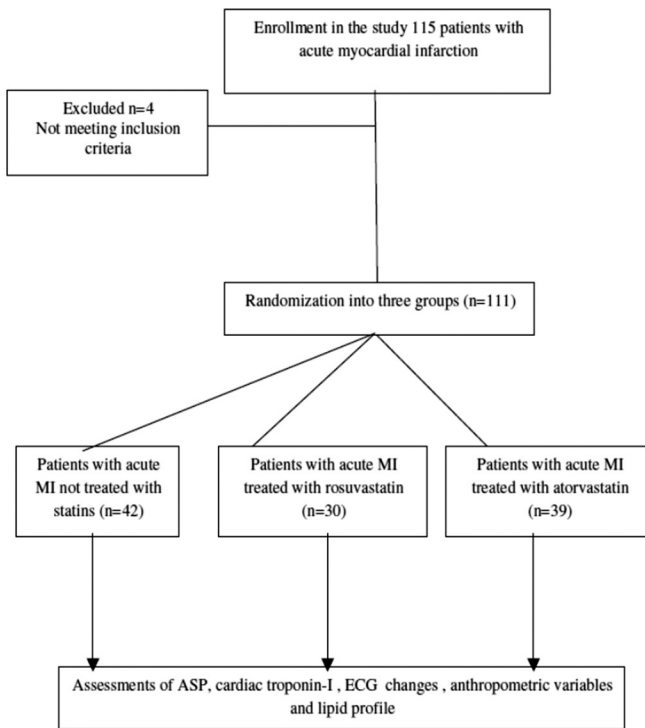 Enrollment in the study 115 patients with
acute myocardial infarction
Excluded n=4
Not meeting inclusion
criteria
Randomization into three groups (n=111)
Patients with acute
MI not treated with
statins (n=42)
Patients with acute MI
treated with rosuvastatin
(n=30)
Patients with acute MI
treated with atorvastatin
(n=39)
Assessments of ASP, cardiac troponin-I , ECG changes , anthropometric variables
and lipid profile